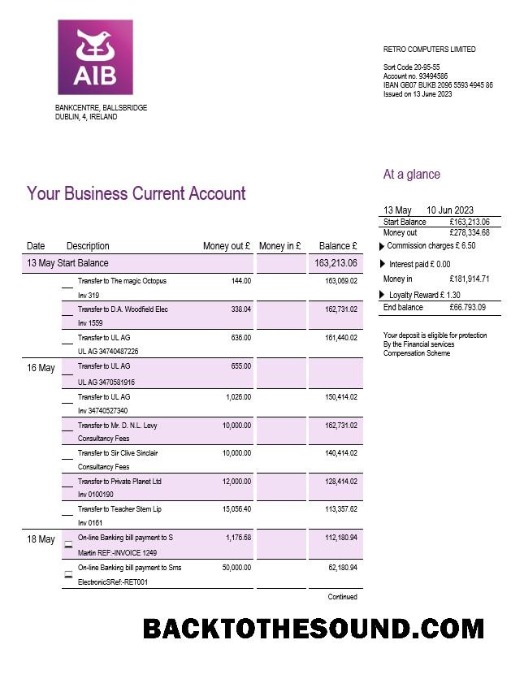 AIB
BANKCENTRE, BALLSBRIDGE
DUBLIN, 4, IRELAND
RETRO COMPUTERS LIMITED
Sort Code 20-95-55
Account no. 93494586
IBAN GB07 BUKB 2095 5593 4945 86
Issued on 13 June 2023
At a glance
13 May 10 Jun 2023
Start Balance £163,213.06
Money out £278,334.68
Commission charges £ 6.50
Interest paid £ 0.00
Money in £181,914.71
Loyalty Reward £ 1.30
End balance £66,793.09
Your deposit is eligible for protection
By the Financial services
Compensation Scheme
Your Business Current Account
Date Description Money out £ Money in £ Balance £
13 May Start Balance 163,213.06
Transfer to The magic Octopus 144.00 163,069.02
Inv 319
Transfer to D.A. Woodfield Elec 338.04 162,731.02
Inv 1559
Transfer to UL AG 636.00 161,440.02
UL AG 34740487226
16 May Transfer to UL AG 655.00
UL AG 3470581916
Transfer to UL AG 1,026.00 150,414.02
Inv 34740527340
Transfer to Mr. D. N.L. Levy 10,000.00 162,731.02
Consultancy Fees
Transfer to Sir Clive Sinclair 10,000.00 140,414.02
Consultancy Fees
Transfer to Private Planet Ltd 12,000.00 128,414.02
Inv 0100190
Transfer to Teacher Stem Lip 15,056.40 113,357.62
Inv 0161
18 May On-line Banking bill payment to S 1,176.68 112,180.94
Martin REF:-INVOICE 1249
On-line Banking bill payment to Sms 50,000.00 62,180.94
ElectronicSRef:-RET001
Continued
BACKTOTHESOUND.COM